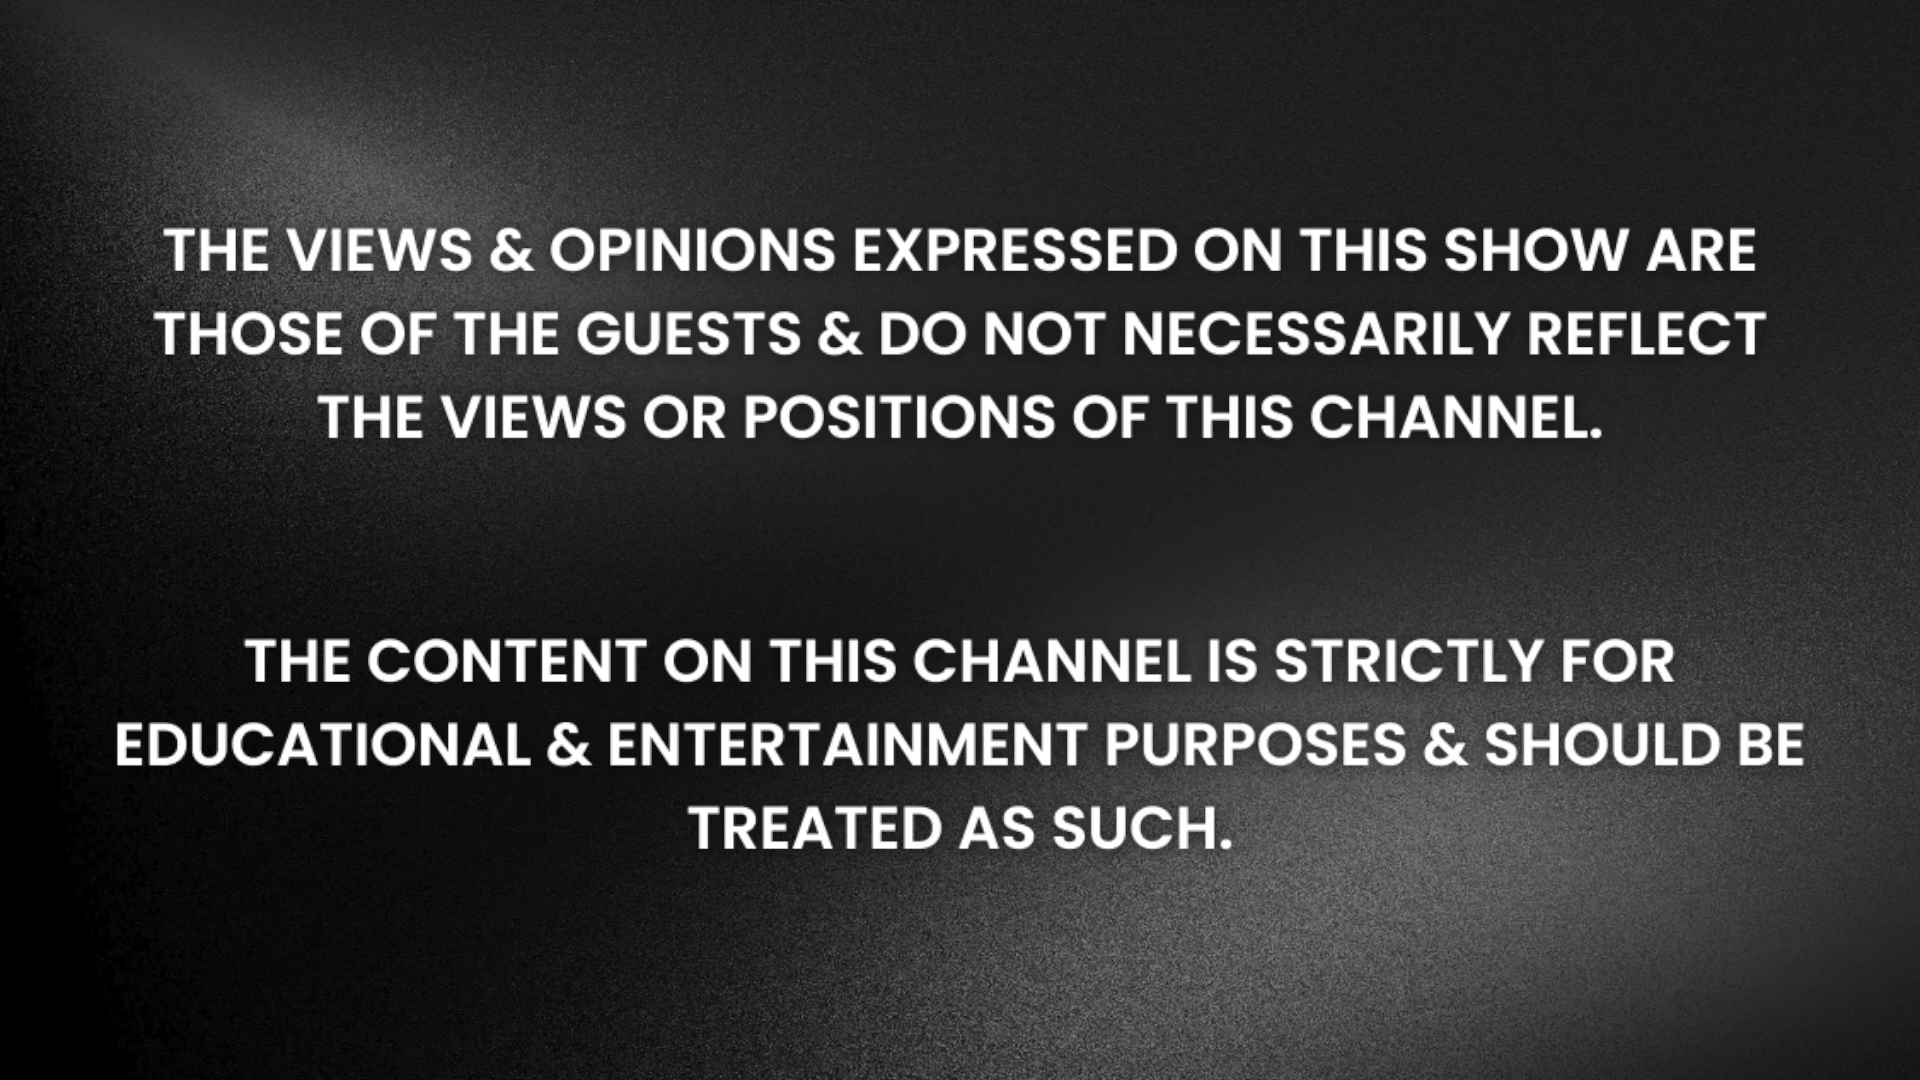 THE VIEWS & OPINIONS EXPRESSED ON THIS SHOW ARE
THOSE OF THE GUESTS & DO NOT NECESSARILY REFLECT
THE VIEWS OR POSITIONS OF THIS CHANNEL.
THE CONTENT ON THIS CHANNEL IS STRICTLY FOR
EDUCATIONAL & ENTERTAINMENT PURPOSES & SHOULD BE
TREATED AS SUCH.